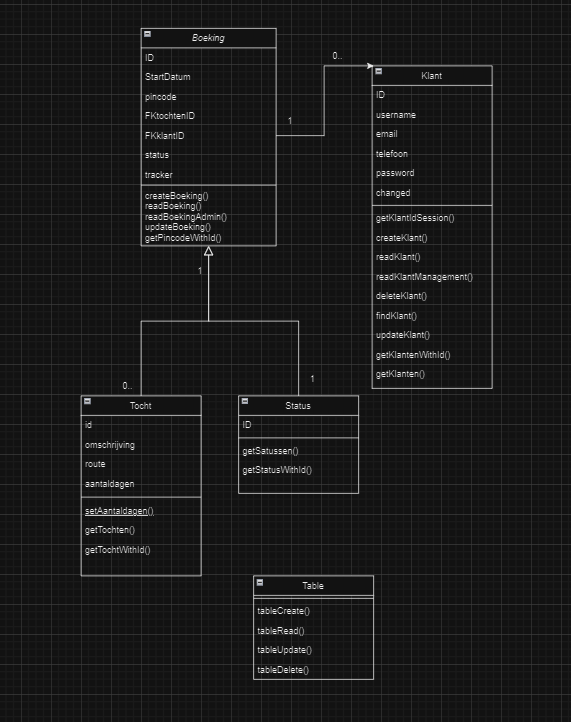 Boeking
ID
StartDatum
pincode
FKtochtenID
FKklantID
status
tracker
createBoeking()
readBoeking()
readBoekingAdmin()
updateBoeking()
getPincodeWithId()
1
0..
Klant
ID
username
email
telefoon
password
changed
getKlantIdSession()
createKlant()
readKlant()
readKlantManagement()
deleteKlant()
findKlant()
updateKlant()
getKlantenWithId()
getKlanten()
1
0..
1
Tocht
id
omschrijving
route
aantaldagen
setAantaldagen()
getTochten()
getTochtWithId()
Status
ID
getSatussen()
getStatusWithId()
Table
tableCreate()
tableRead()
tableUpdate()
tableDelete()